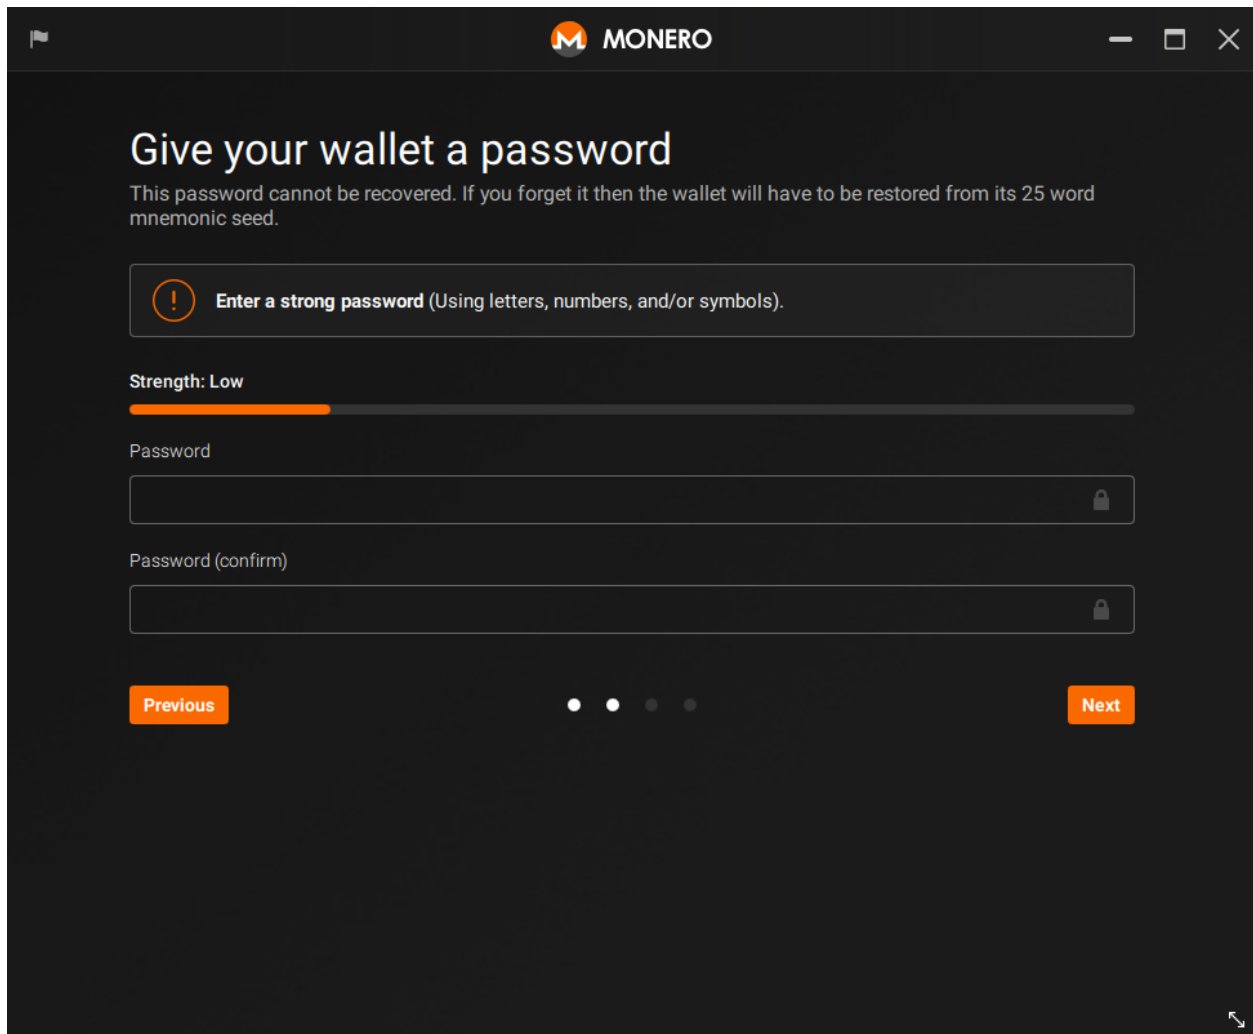 MONERO
Give your wallet a password
This password cannot be recovered. If you forget it then the wallet will have to be restored from its 25 word
mnemonic seed.
Enter a strong password (Using letters, numbers, and/or symbols).
Strength: Low
Password
Password (confirm)
Previous
Next